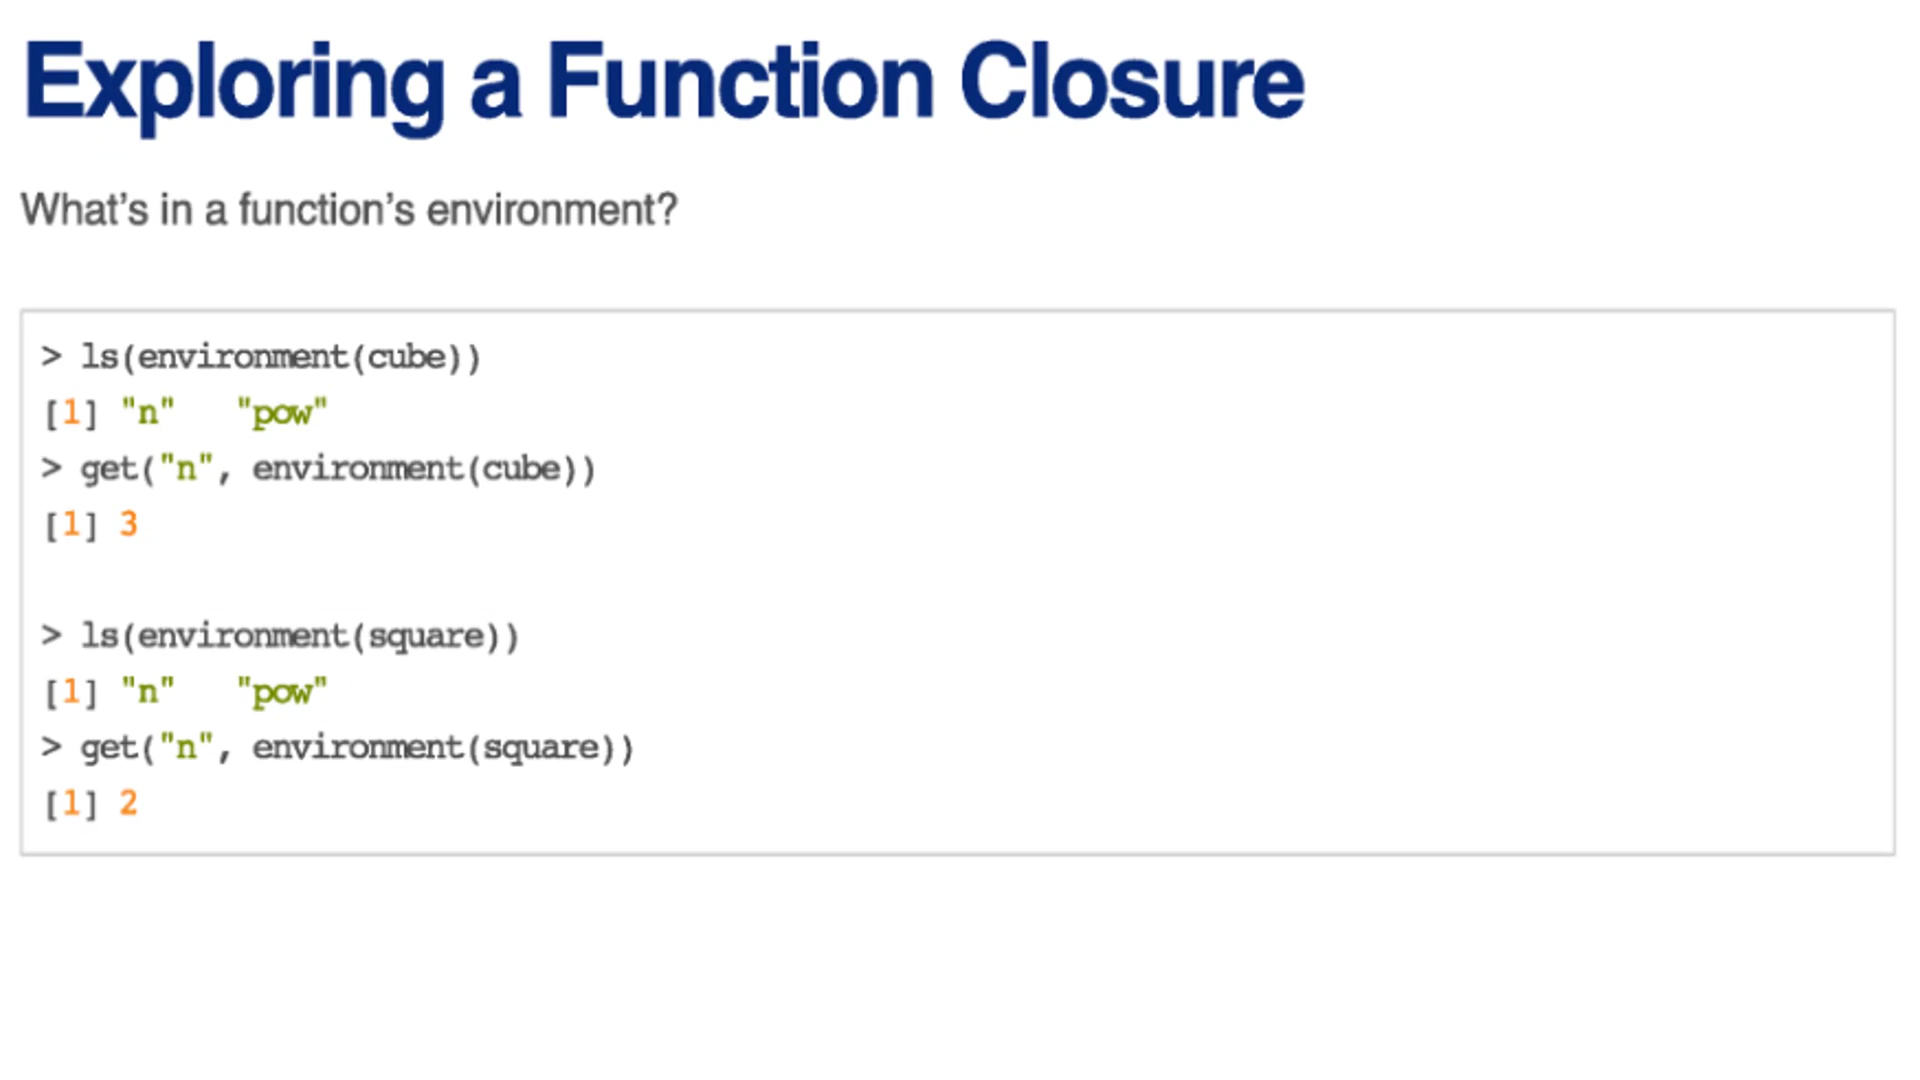 Exploring a Function Closure
What’s in a function’s environment?
> ls(environment(cube))
[1] "n"   "pow"
> get("n", environment(cube))
[1] 3
> ls(environment(square))
[1] "n"   "pow"
> get("n", environment(square))
[1] 2